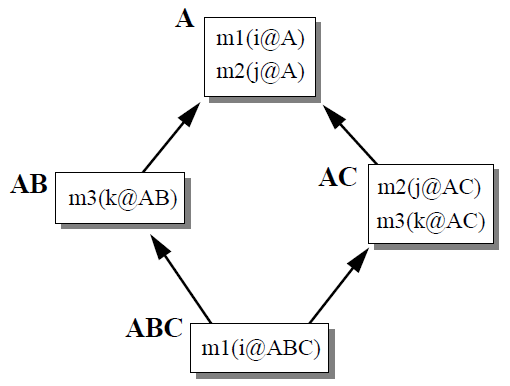 A
m1(i@A)
m2(j@A)
AB
m3(k@AB)
AC
m2(j@AC)
m3(k@AC)
ABC
m1(i@ABC)